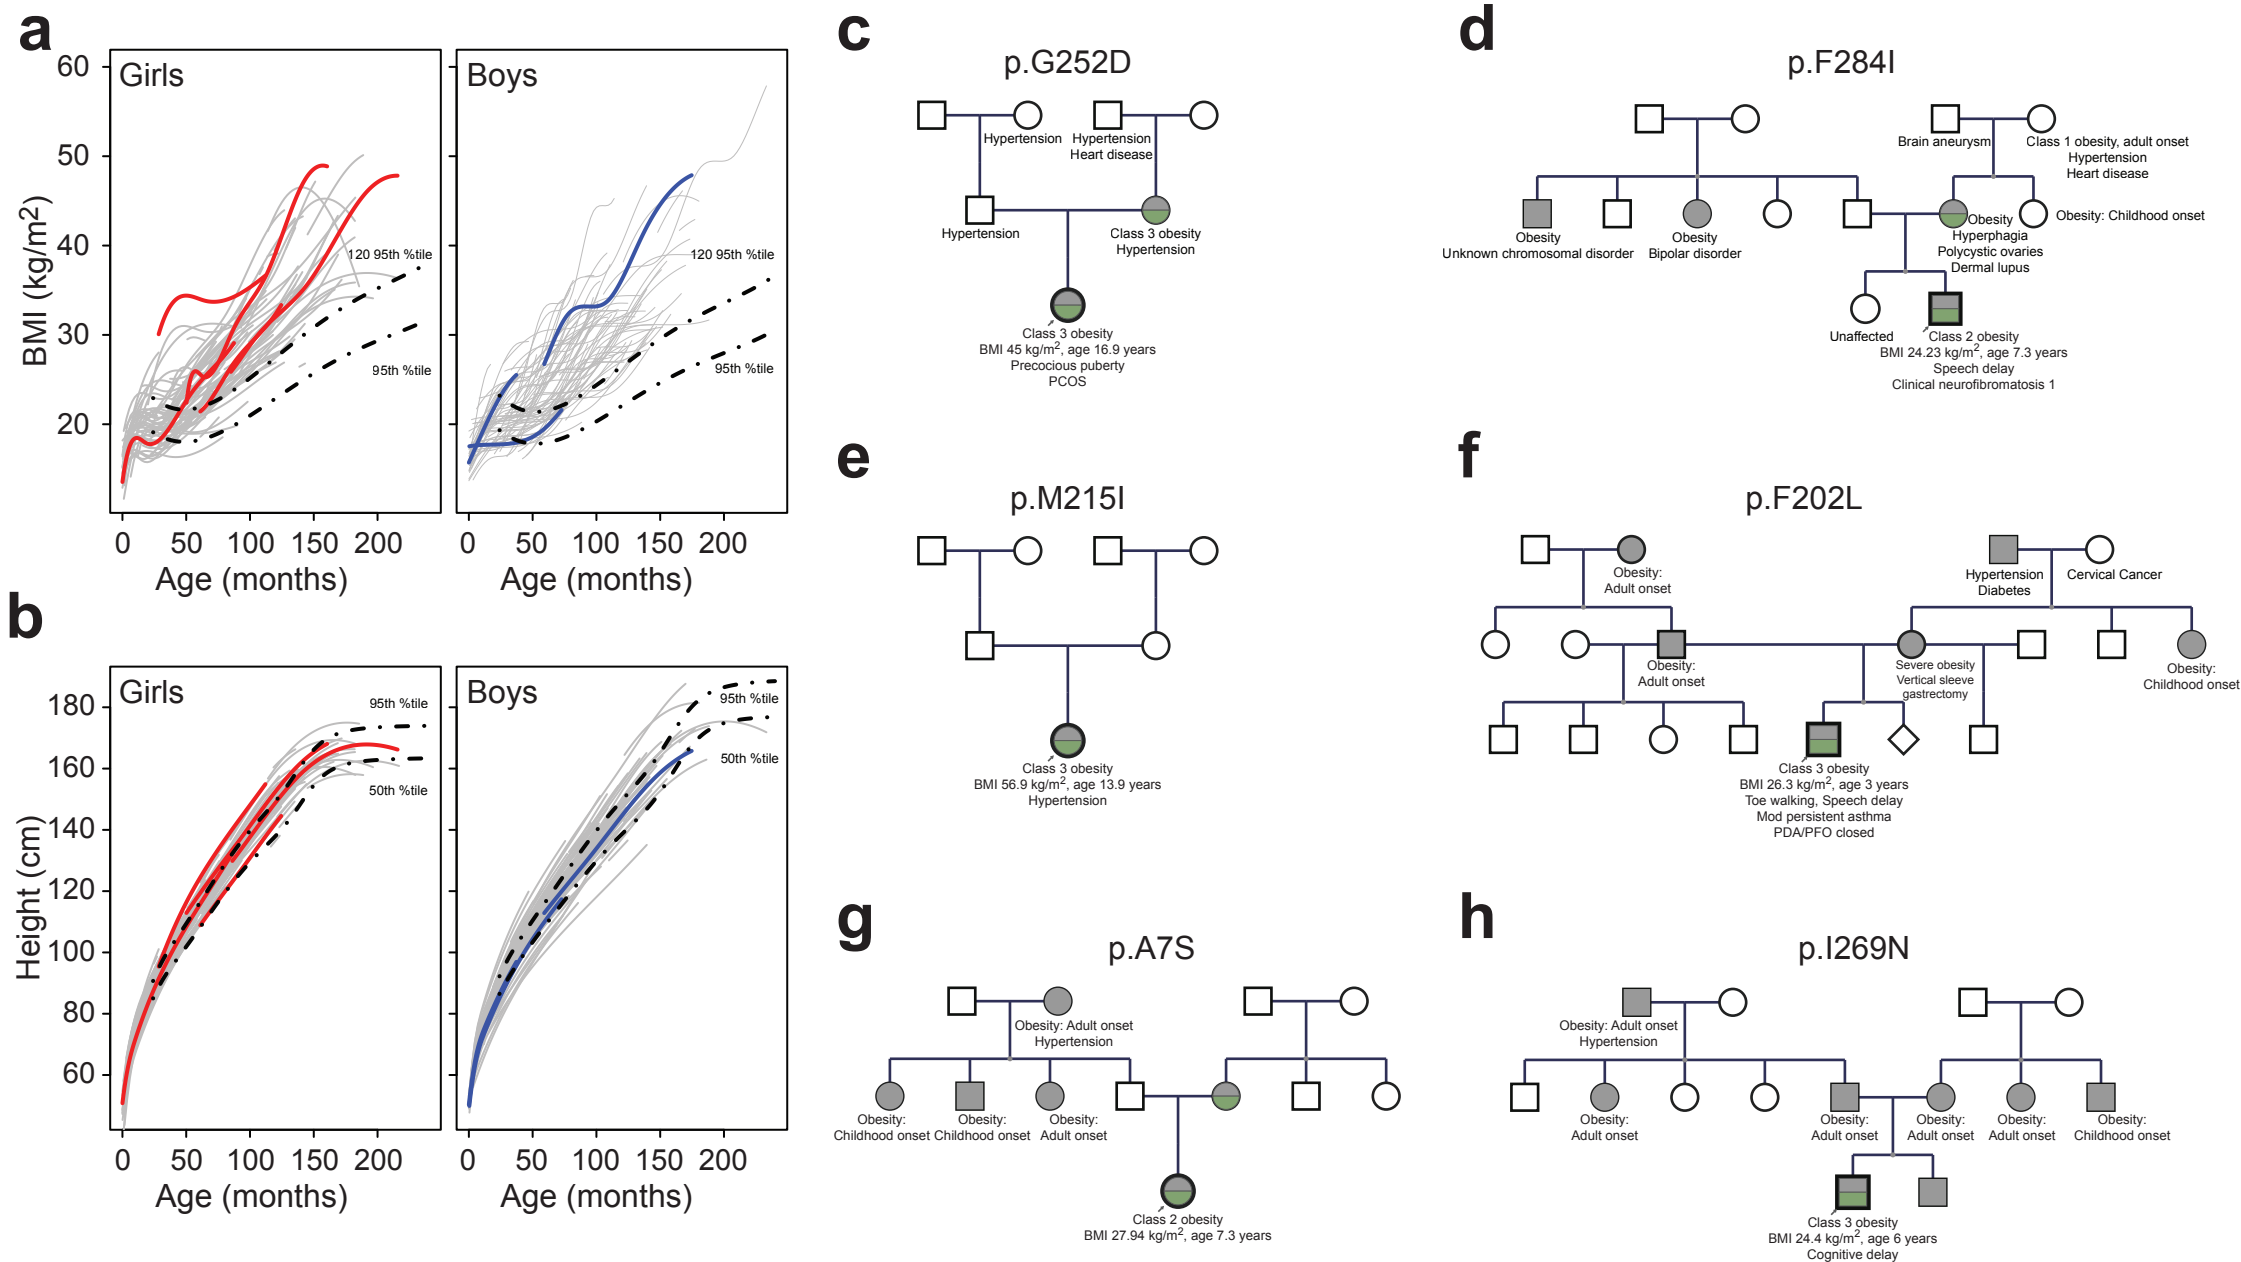 a
Girls
Boys
60
50
40
30
20
BMI (kg/m2)
120 95th %tile
95th %tile
120 95th %tile
95th %tile
0 50 100 150 200
0 50 100 150 200
Age (months)
Age (months)
b
Girls
Boys
180
160
140
120
100
80
60
Height (cm)
95th %tile
50th %tile
95th %tile
50th %tile
0 50 100 150 200
0 50 100 150 200
Age (months)
Age (months)
c
p.G252D
Hypertension
Hypertension
Heart disease
Hypertension
Class 3 obesity
Hypertension
Class 3 obesity
BMI 45 kg/m2, age 16.9 years
Precocious puberty
PCOS
d
p.F284I
Brain aneurysm
Class 1 obesity, adult onset
Hypertension
Heart disease
Obesity
Unknown chromosomal disorder
Obesity
Bipolar disorder
Obesity
Hyperphagia
Polycystic ovaries
Dermal lupus
Obesity: Childhood onset
Unaffected
Class 2 obesity
BMI 24.23 kg/m2, age 7.3 years
Speech delay
Clinical neurofibromatosis 1
e
p.M215I
Class 3 obesity
BMI 56.9 kg/m2, age 13.9 years
Hypertension
f
p.F202L
Obesity:
Adult onset
Hypertension
Diabetes
Cervical Cancer
Obesity:
Adult onset
Severe obesity
Vertical sleeve
gastrectomy
Obesity:
Childhood onset
Class 3 obesity
BMI 26.3 kg/m2, age 3 years
Toe walking, Speech delay
Mod persistent asthma
PDA/PFO closed
g
p.A7S
Obesity: Adult onset
Hypertension
Obesity:
Childhood onset
Obesity:
Childhood onset
Obesity:
Adult onset
Class 2 obesity
BMI 27.94 kg/m2, age 7.3 years
h
p.I269N
Obesity: Adult onset
Hypertension
Obesity:
Adult onset
Obesity:
Adult onset
Obesity:
Adult onset
Obesity:
Adult onset
Obesity:
Childhood onset
Class 3 obesity
BMI 24.4 kg/m2, age 6 years
Cognitive delay